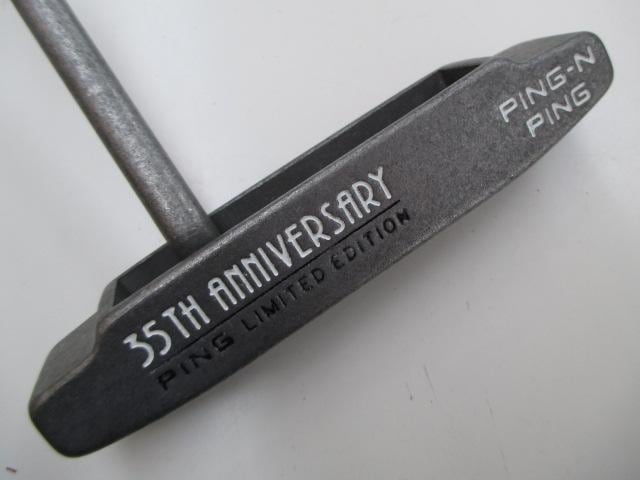 PING-N
PING
35TH ANNIVERSARY
PING LIMITED EDITION